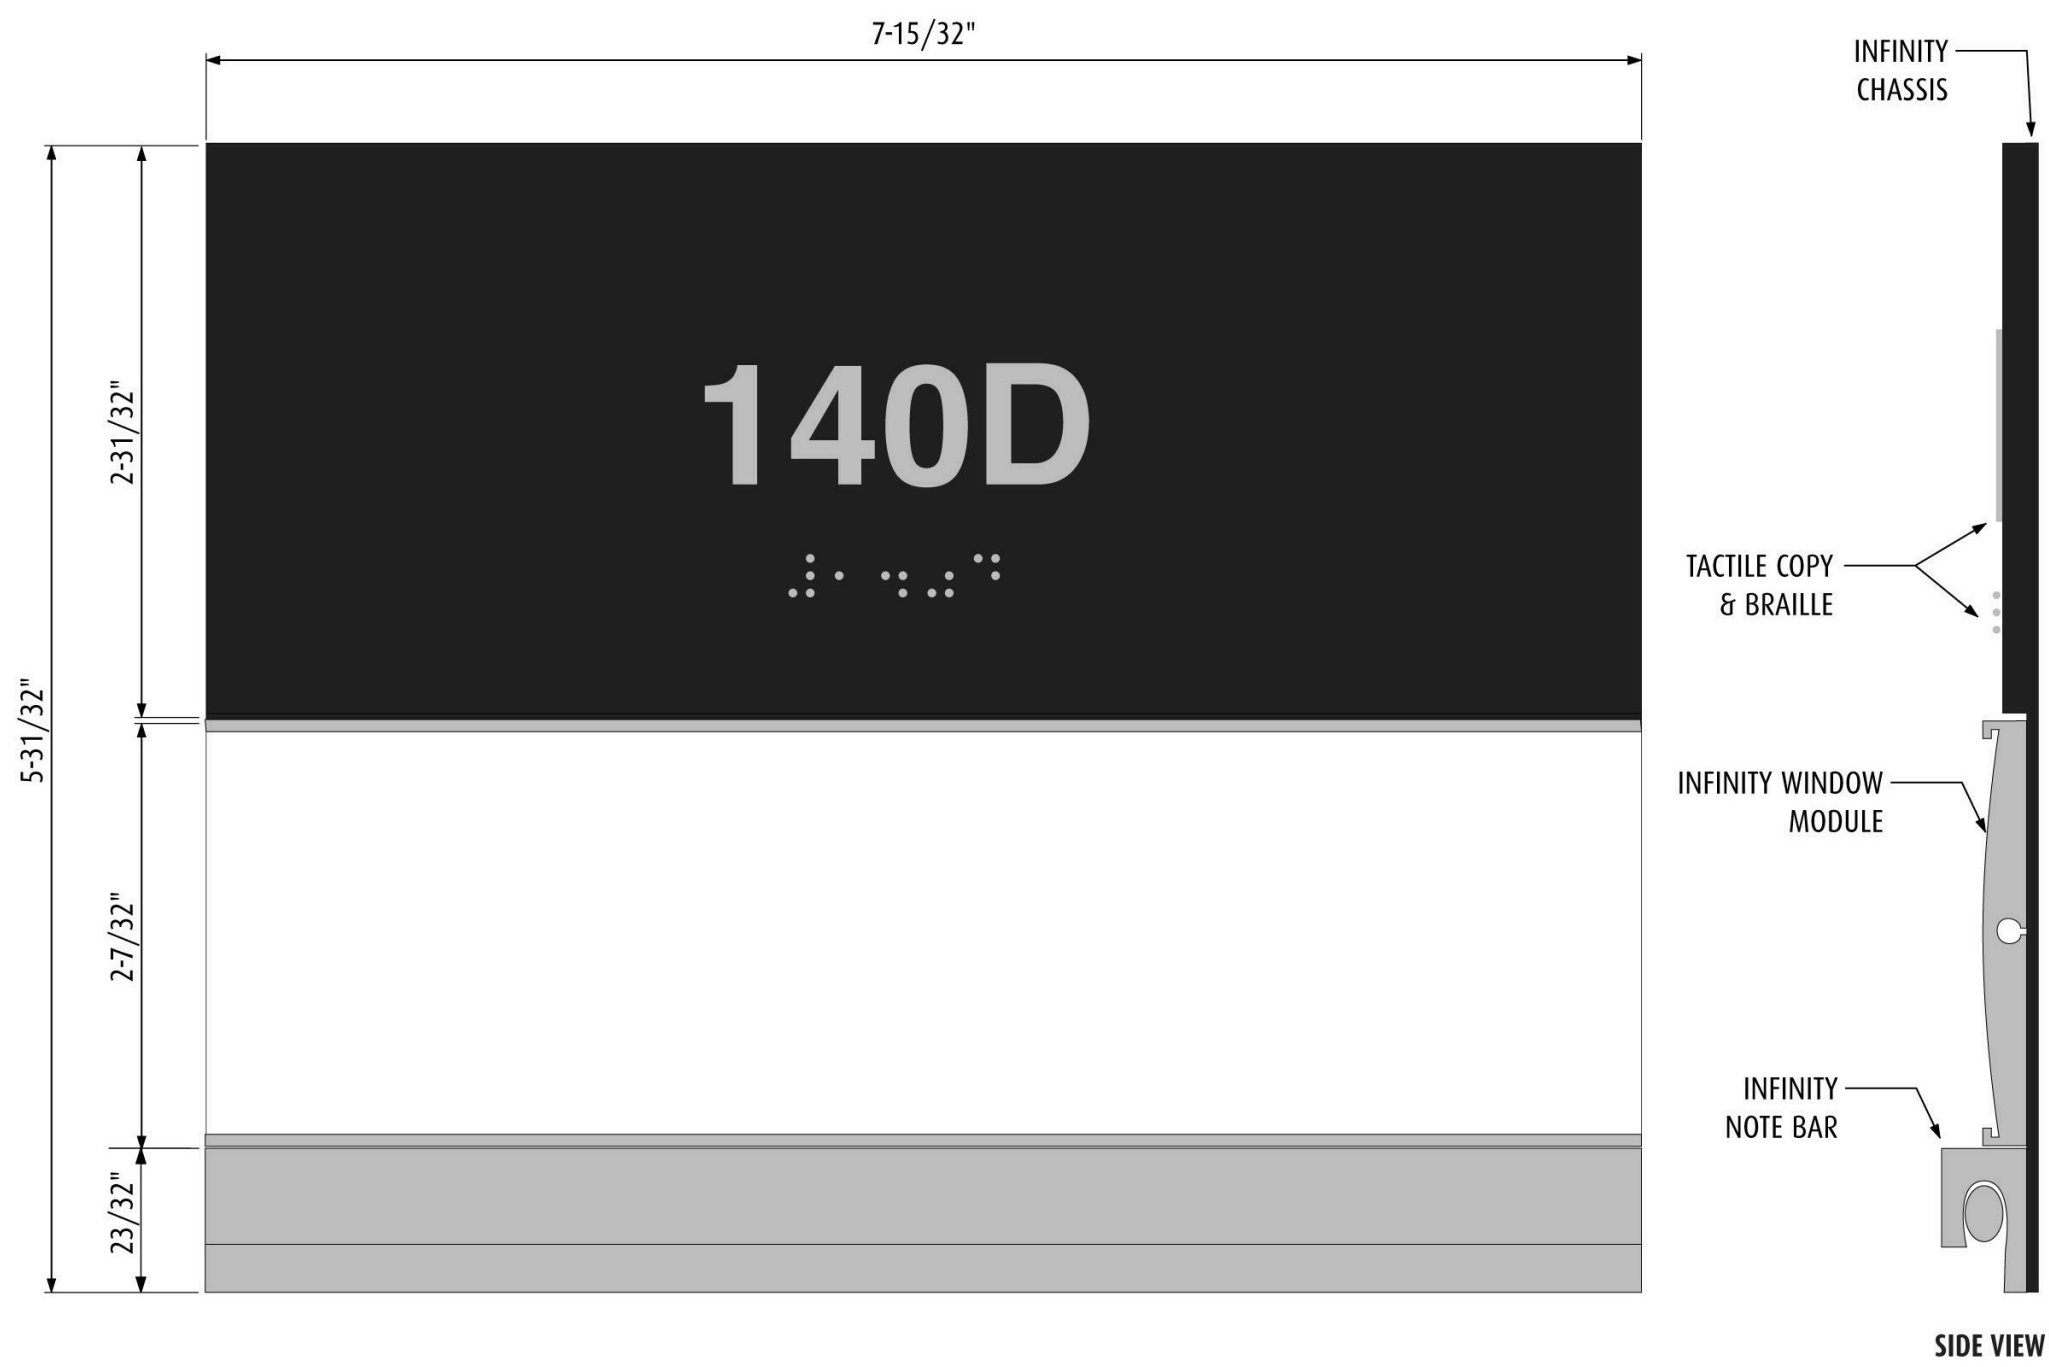 7-15/32"
INFINITY
CHASSIS
2-31/32"
140D
⠼⠂⠲⠴⠙
TACTILE COPY
& BRAILLE
5-31/32"
INFINITY WINDOW
MODULE
2-7/32"
INFINITY
NOTE BAR
23/32"
SIDE VIEW